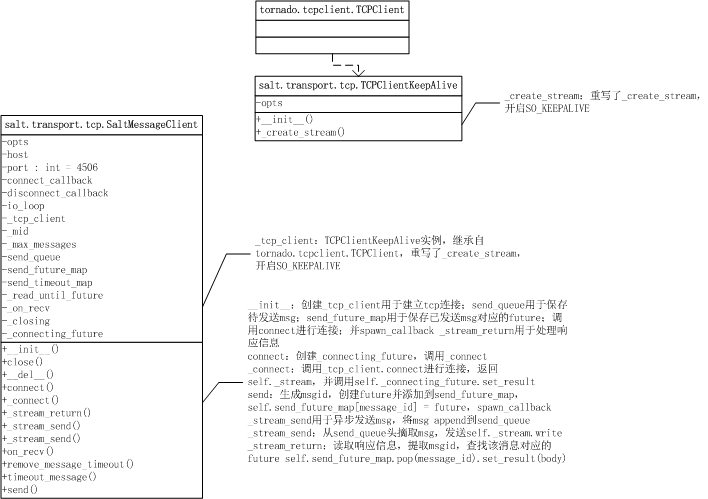 tornado.tcpclient.TCPClient
salt.transport.tcp.TCPClientKeepAlive
-opts
+__init__()
+_create_stream()
_create_stream：重写了_create_stream，
开启SO_KEEPALIVE
salt.transport.tcp.SaltMessageClient
-opts
-host
-port : int = 4506
-connect_callback
-disconnect_callback
-io_loop
-_tcp_client
-_mid
-_max_messages
-send_queue
-send_future_map
-send_timeout_map
-_read_until_future
-_on_recv
-_closing
-_connecting_future
+__init__()
+close()
+__del__()
+connect()
+_connect()
+_stream_return()
+_stream_send()
+_stream_send()
+on_recv()
+remove_message_timeout()
+timeout_message()
+send()
_tcp_client：TCPClientKeepAlive实例，继承自
tornado.tcpclient.TCPClient，重写了_create_stream，
开启SO_KEEPALIVE
__init__：创建_tcp_client用于建立tcp连接；send_queue用于保存
待发送msg；send_future_map用于保存已发送msg对应的future；调
用connect进行连接；并spawn_callback _stream_return用于处理响
应信息
connect：创建_connecting_future，调用_connect
_connect：调用_tcp_client.connect进行连接，返回
self._stream，并调用self._connecting_future.set_result
send：生成msgid，创建future并添加到send_future_map，
self.send_future_map[message_id] = future，spawn_callback
_stream_send用于异步发送msg，将msg append到send_queue
_stream_send：从send_queue头摘取msg，发送self._stream.write
_stream_return：读取响应信息，提取msgid，查找该消息对应的
future self.send_future_map.pop(message_id).set_result(body)